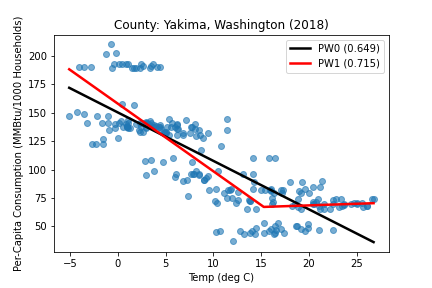 County: Yakima, Washington (2018)
Per-Capita Consumption (MMBtu/1000 Households)
200
175
150
125
100
75
50
PW0 (0.649)
PW1 (0.715)
−5 0 5 10 15 20 25
Temp (deg C)